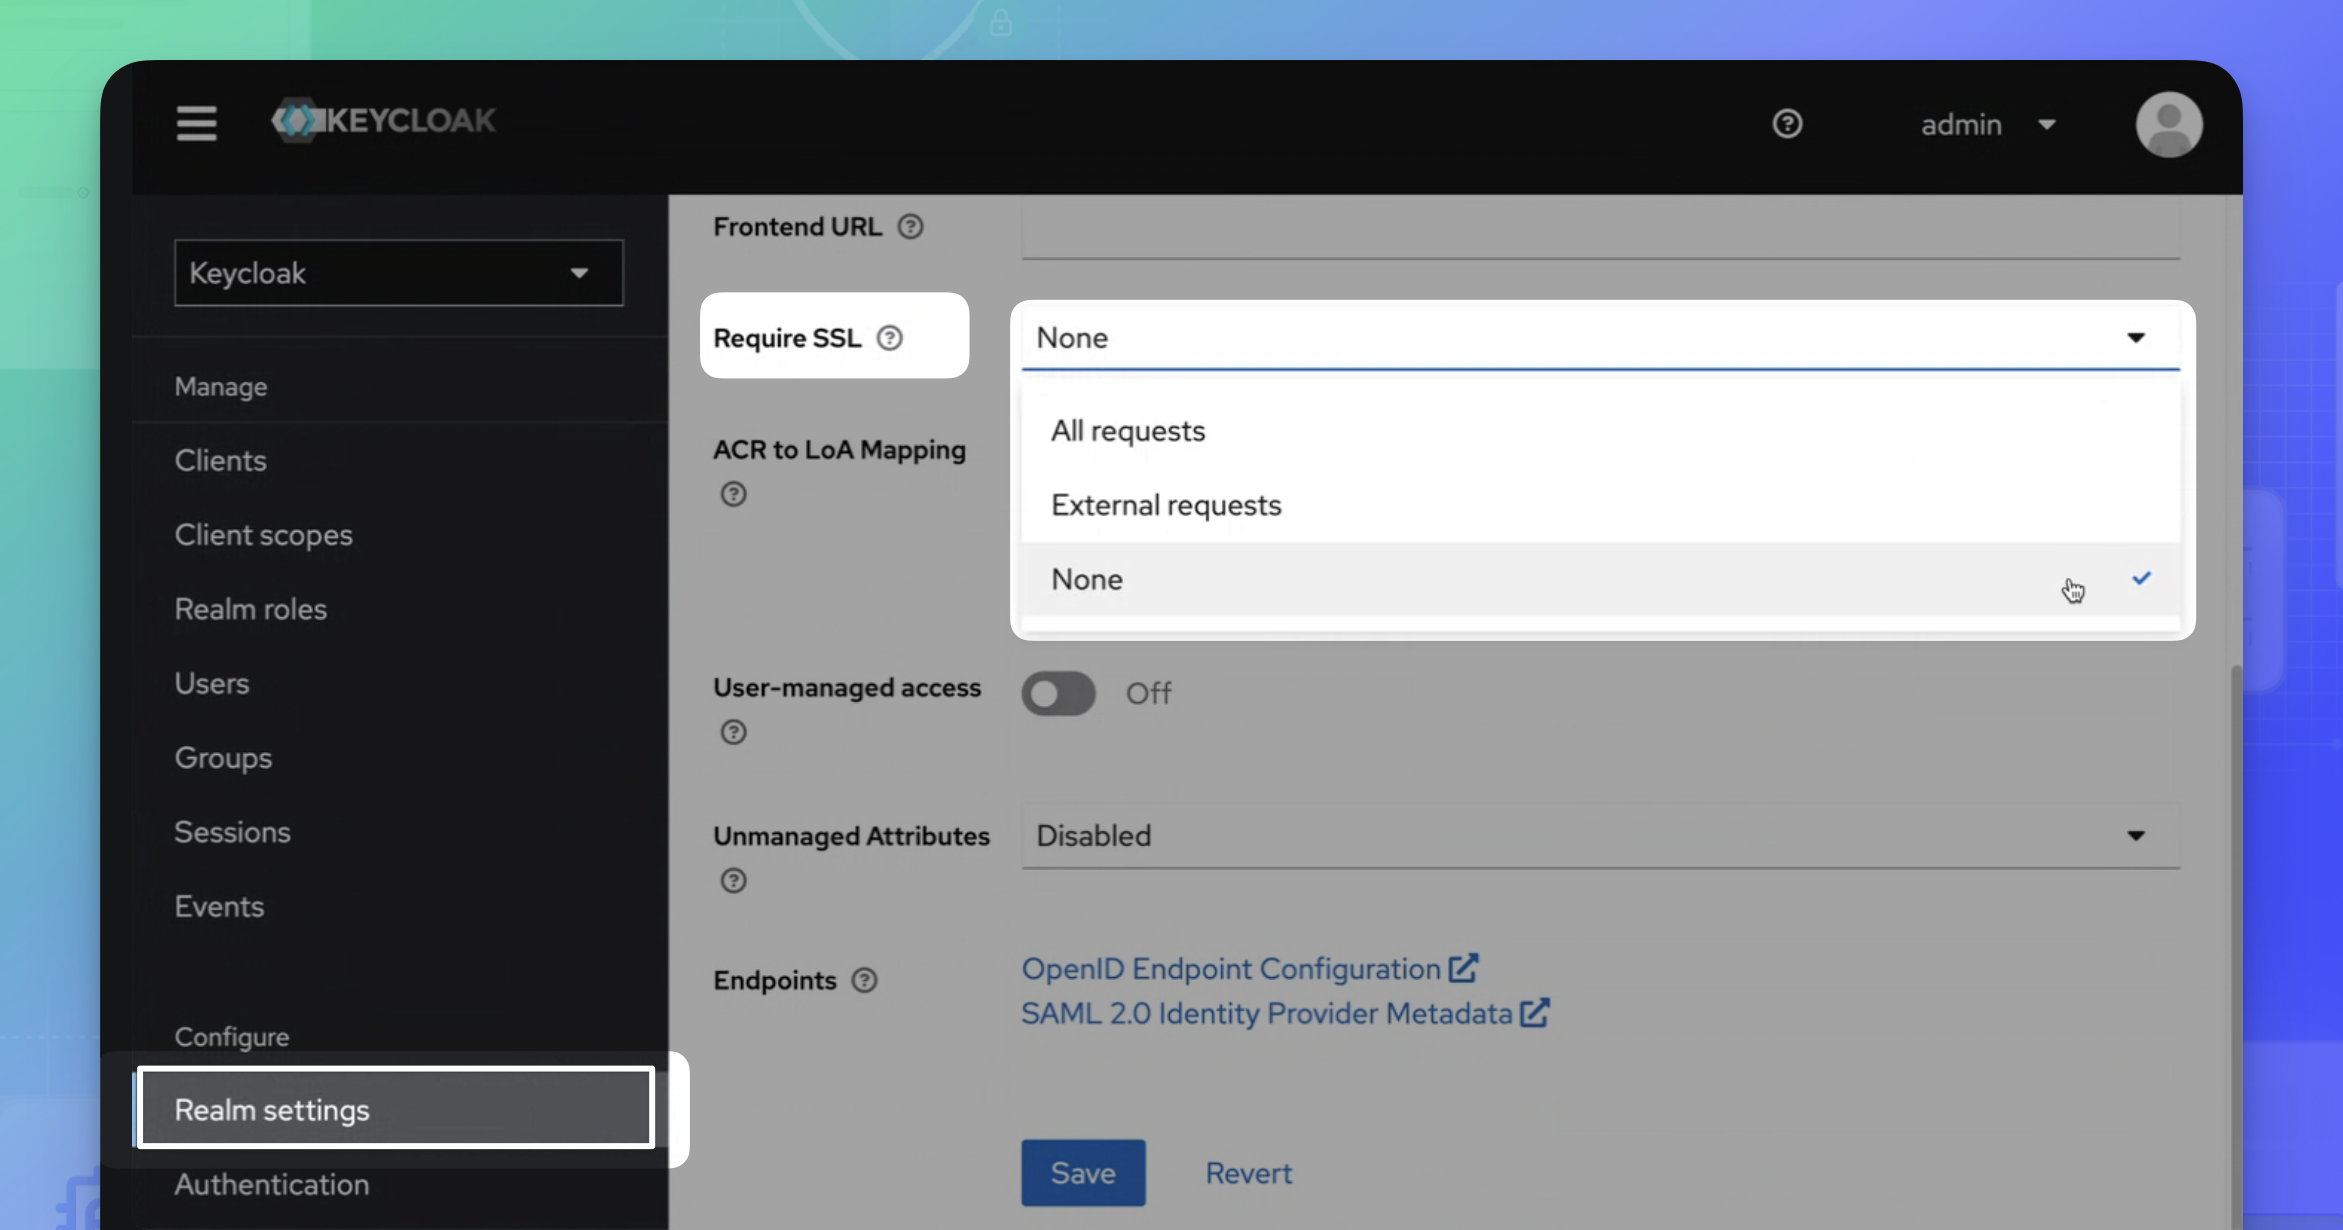 KEYCLOAK
admin
Keycloak
Manage
Clients
Client scopes
Realm roles
Users
Groups
Sessions
Events
Configure
Realm settings
Authentication
Frontend URL
Require SSL
None
All requests
External requests
None
ACR to LoA Mapping
User-managed access
Off
Unmanaged Attributes
Disabled
Endpoints
OpenID Endpoint Configuration
SAML 2.0 Identity Provider Metadata
Save
Revert